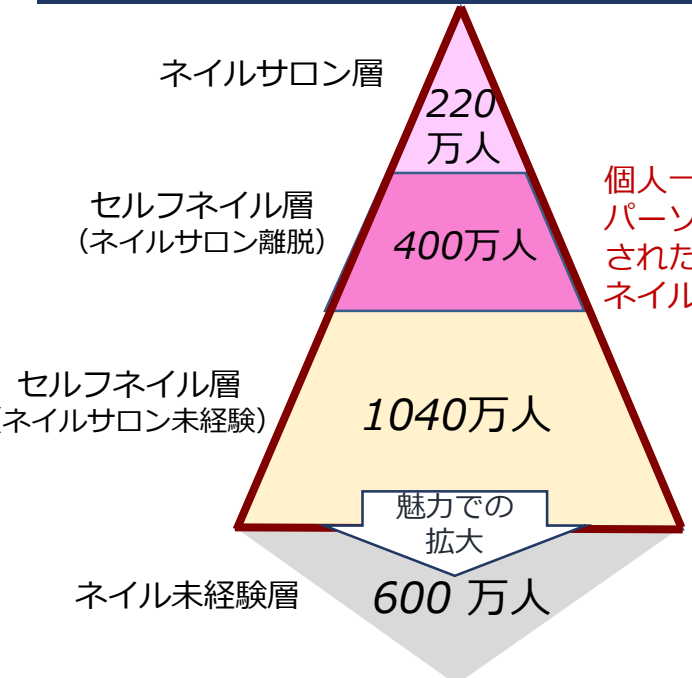 ネイルサロン層
220
万人
セルフネイル層
(ネイルサロン離脱)
400万人
個人一
パーソ
された
ネイル
セルフネイル層
(ネイルサロン未経験)
1040万人
魅力での
拡大
ネイル未経験層
600 万人